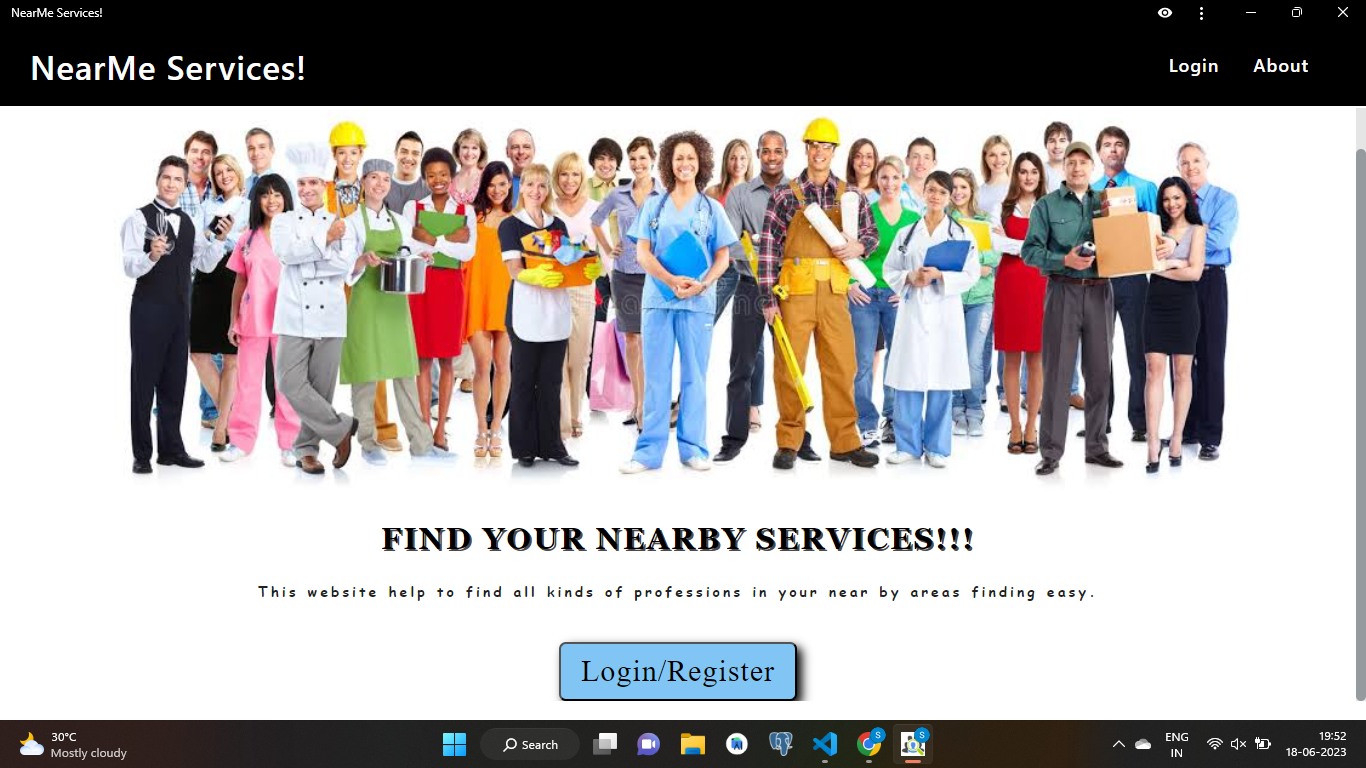 NearMe Services!
NearMe Services!
Login
About
FIND YOUR NEARBY SERVICES!!!
This website help to find all kinds of professions in your near by areas finding easy.
Login/Register
30°C
Mostly cloudy
Search
S
S
ENG
IN
19:52
18-06-2023